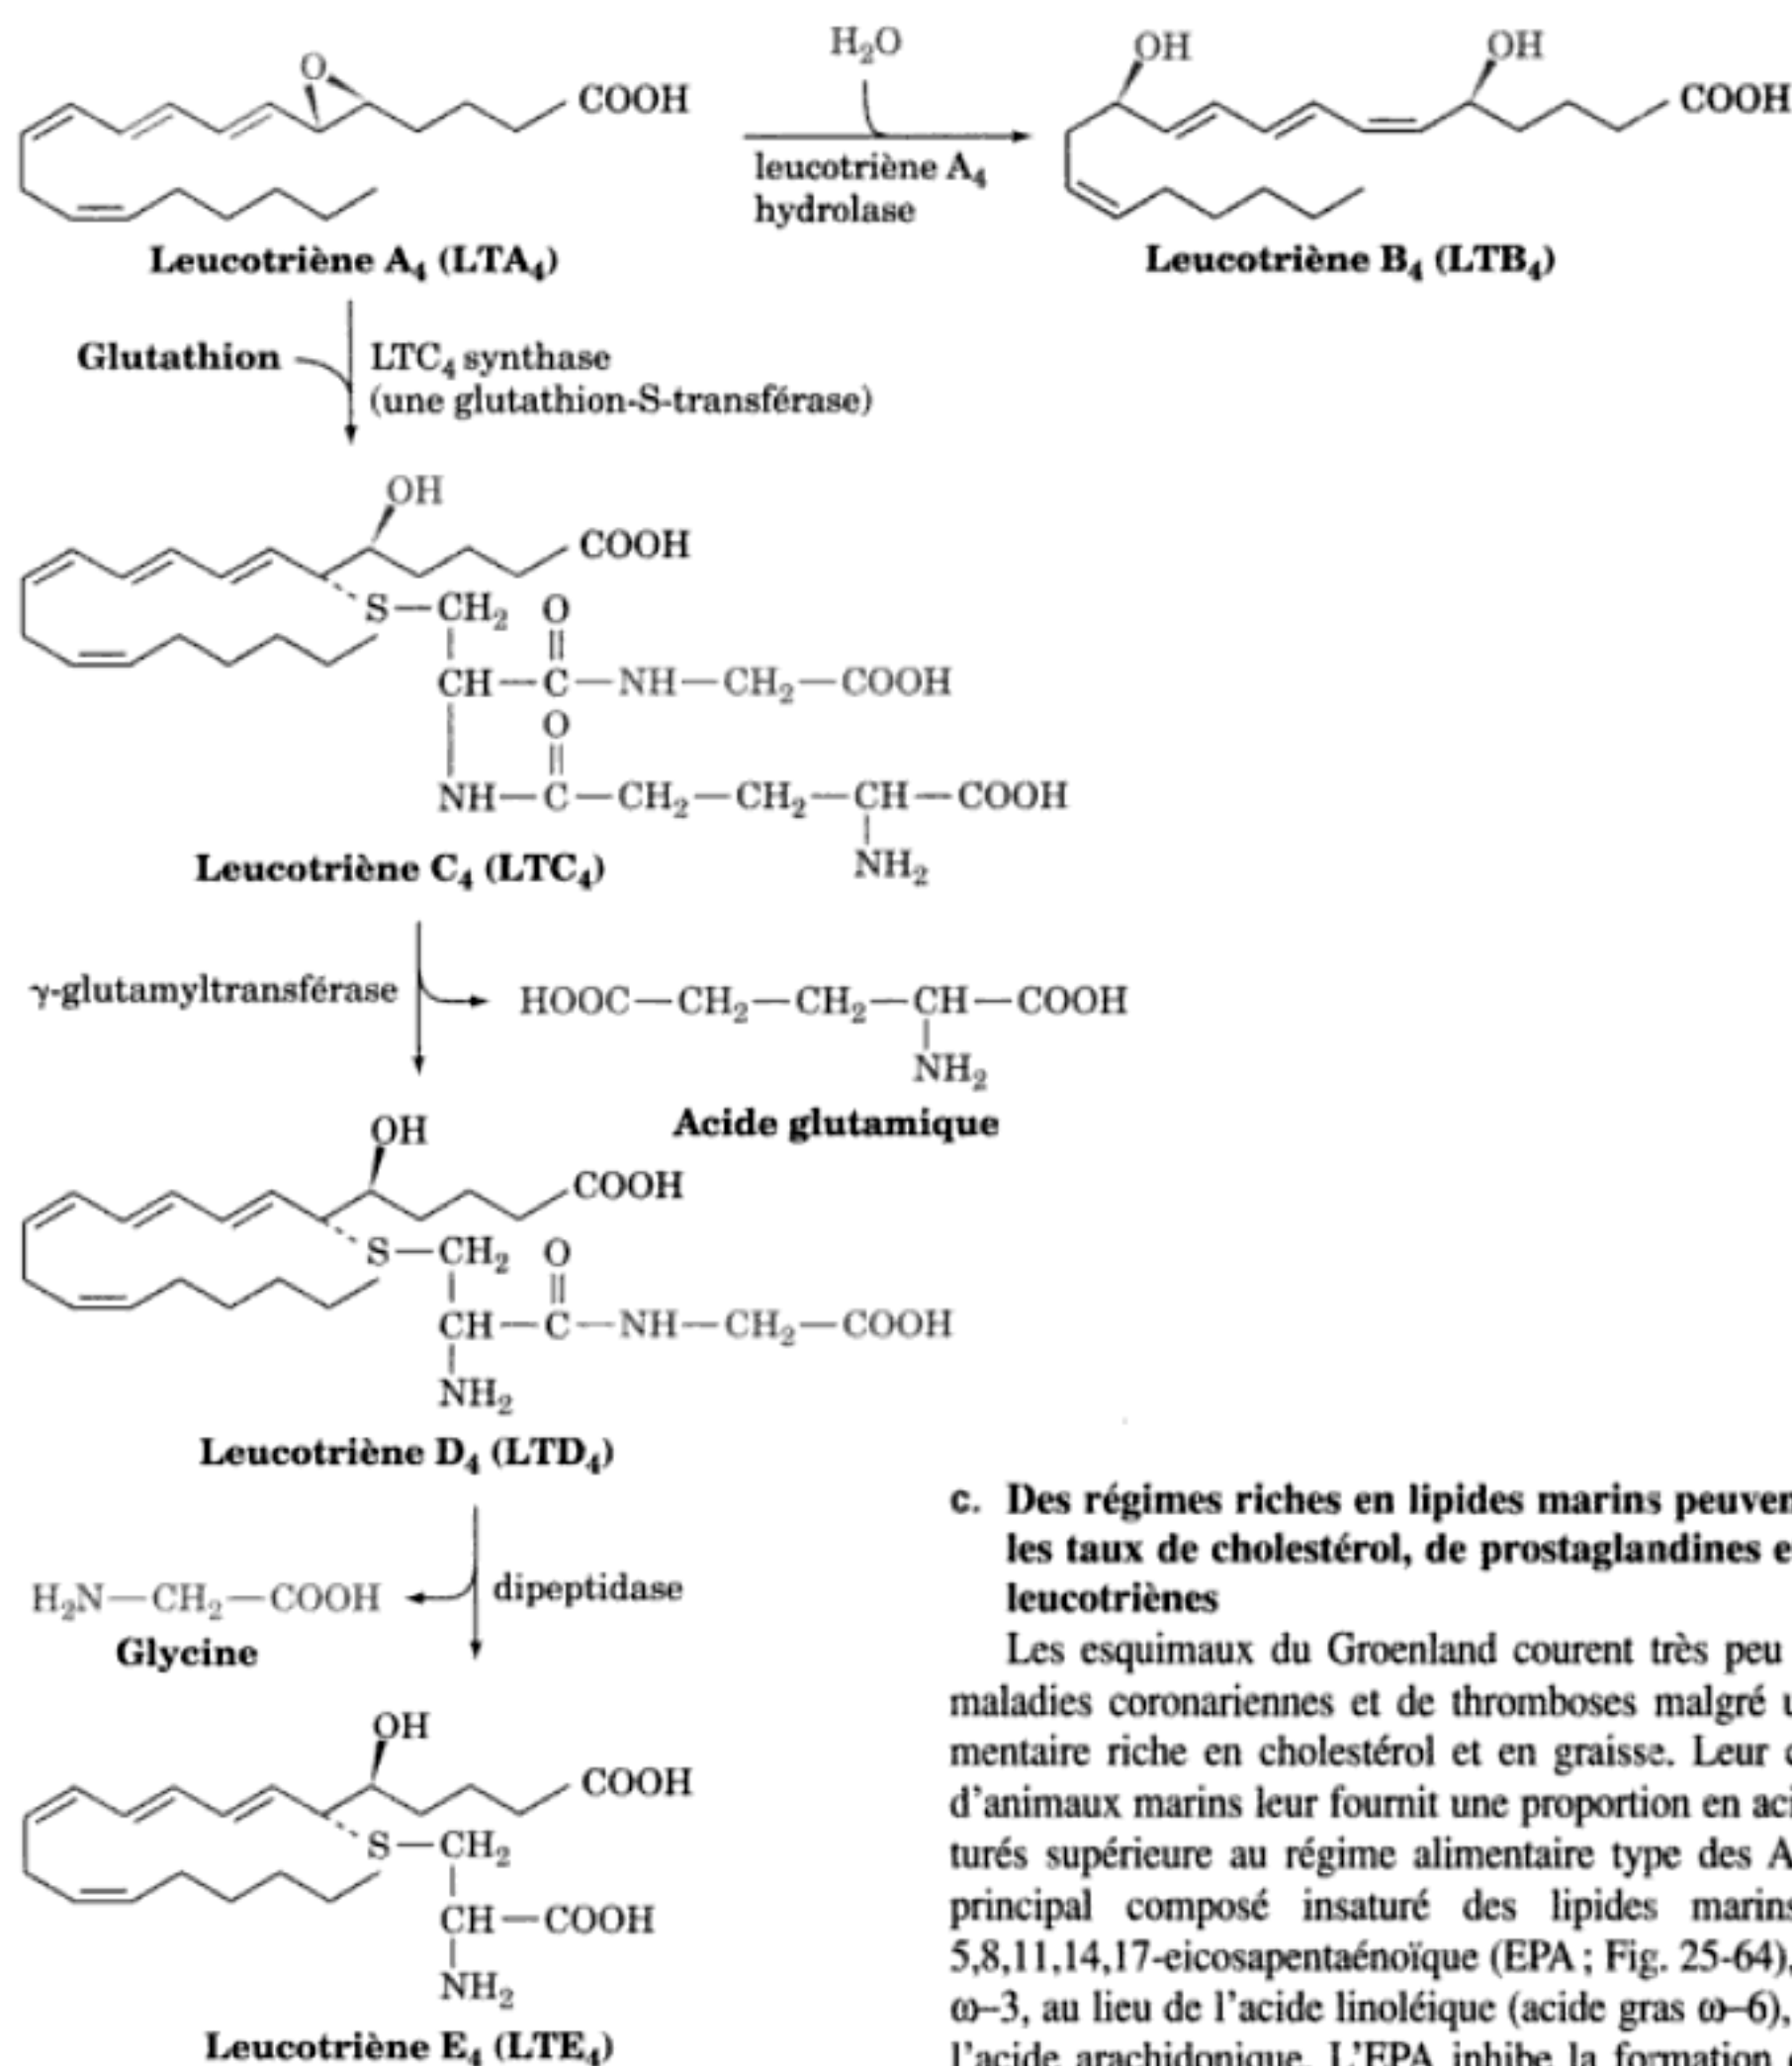 H₂O
OH
OH
O
COOH
COOH
leucotriène A₄
hydrolase
Leucotriène A₄ (LTA₄)
Leucotriène B₄ (LTB₄)
Glutathion
LTC₄ synthase
(une glutathion-S-transférase)
OH
COOH
S—CH₂ O
CH—C—NH—CH₂—COOH
O
NH—C—CH₂—CH₂—CH—COOH
NH₂
Leucotriène C₄ (LTC₄)
γ-glutamyltransférase
HOOC—CH₂—CH₂—CH—COOH
NH₂
Acide glutamique
OH
COOH
S—CH₂ O
CH—C—NH—CH₂—COOH
NH₂
Leucotriène D₄ (LTD₄)
dipeptidase
H₂N—CH₂—COOH
Glycine
OH
COOH
S—CH₂
CH—COOH
NH₂
Leucotriène E₄ (LTE₄)
c. Des régimes riches en lipides marins
les taux de cholestérol, de prostaglandines
leucotriènes
Les esquimaux du Groenland courent très peu
maladies coronariennes et de thromboses malgré
mentaire riche en cholestérol et en graisse. Leur
d'animaux marins leur fournit une proportion en
turés supérieure au régime alimentaire type des
principal composé insaturé des lipides marins
5,8,11,14,17-eicosapentaénoïque (EPA ; Fig. 25-64),
ω–3, au lieu de l'acide linoléique (acide gras ω–6),
l'acide arachidonique. L'EPA inhibe la formation